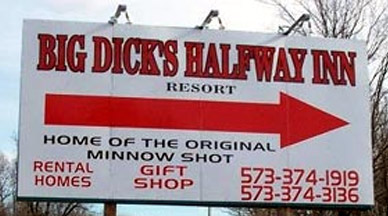 BIG DICK'S HALFWAY INN
RESORT
HOME OF THE ORIGINAL
MINNOW SHOT
RENTAL
HOMES
GIFT
SHOP
573-374-1919
573-374-3136